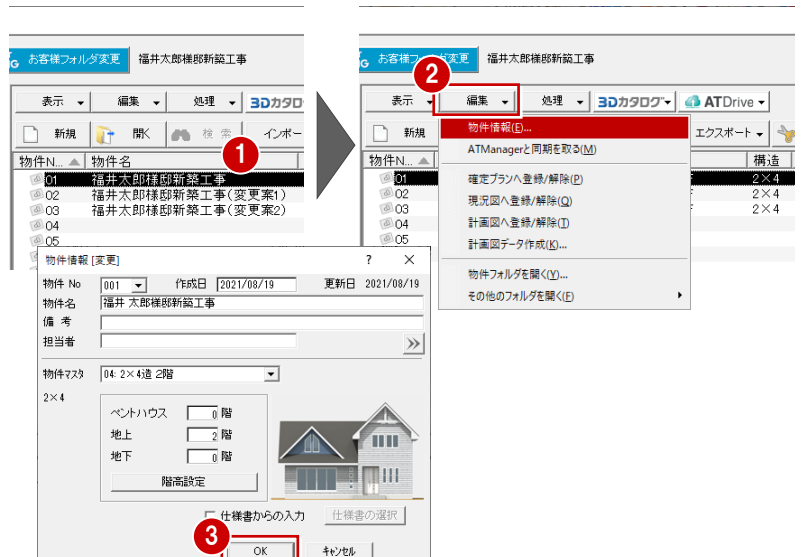 お客様フォルダ変更 福井太郎様邸新築工事
表示 編集 処理 3Dカタログ
新規 開く 検索 インポー
1
物件N... 物件名
01 福井太郎様邸新築工事
02 福井太郎様邸新築工事(変更案1)
03 福井太郎様邸新築工事(変更案2)
04
05
お客様フ 変更 福井太郎様邸新築工事
2
表示 編集 処理 3Dカタログ ATDrive
新規 エクスポート
物件N... 構造
01 2×4
02 2×4
03 2×4
04
05
物件情報(E)...
ATManagerと同期を取る(M)
確定プランへ登録/解除(P)
現況図へ登録/解除(Q)
計画図へ登録/解除(T)
計画図データ作成(K)...
物件フォルダを開く(Y)...
その他のフォルダを開く(F)
物件情報 [変更] ? ×
物件 No 001 作成日 2021/08/19 更新日 2021/08/19
物件名 福井 太郎様邸新築工事
備 考
担当者
物件マスタ 04: 2×4造 2階
2×4
ペントハウス 0 階
地上 2 階
地下 0 階
階高設定
仕様書からの入力 仕様書の選択
3
OK キャンセル